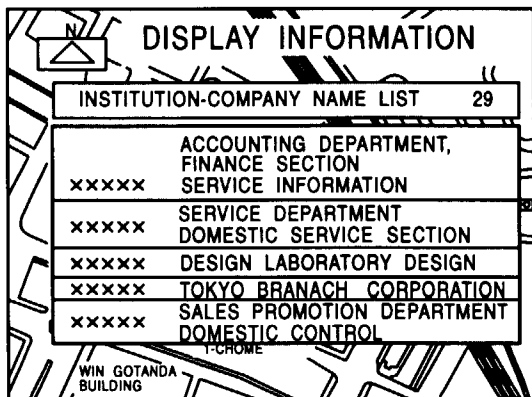 N
DISPLAY INFORMATION
INSTITUTION-COMPANY NAME LIST 29
ACCOUNTING DEPARTMENT,
FINANCE SECTION
××××× SERVICE INFORMATION
SERVICE DEPARTMENT
××××× DOMESTIC SERVICE SECTION
××××× DESIGN LABORATORY DESIGN
××××× TOKYO BRANACH CORPORATION
××××× SALES PROMOTION DEPARTMENT
DOMESTIC CONTROL
1-CHOME
WIN GOTANDA
BUILDING